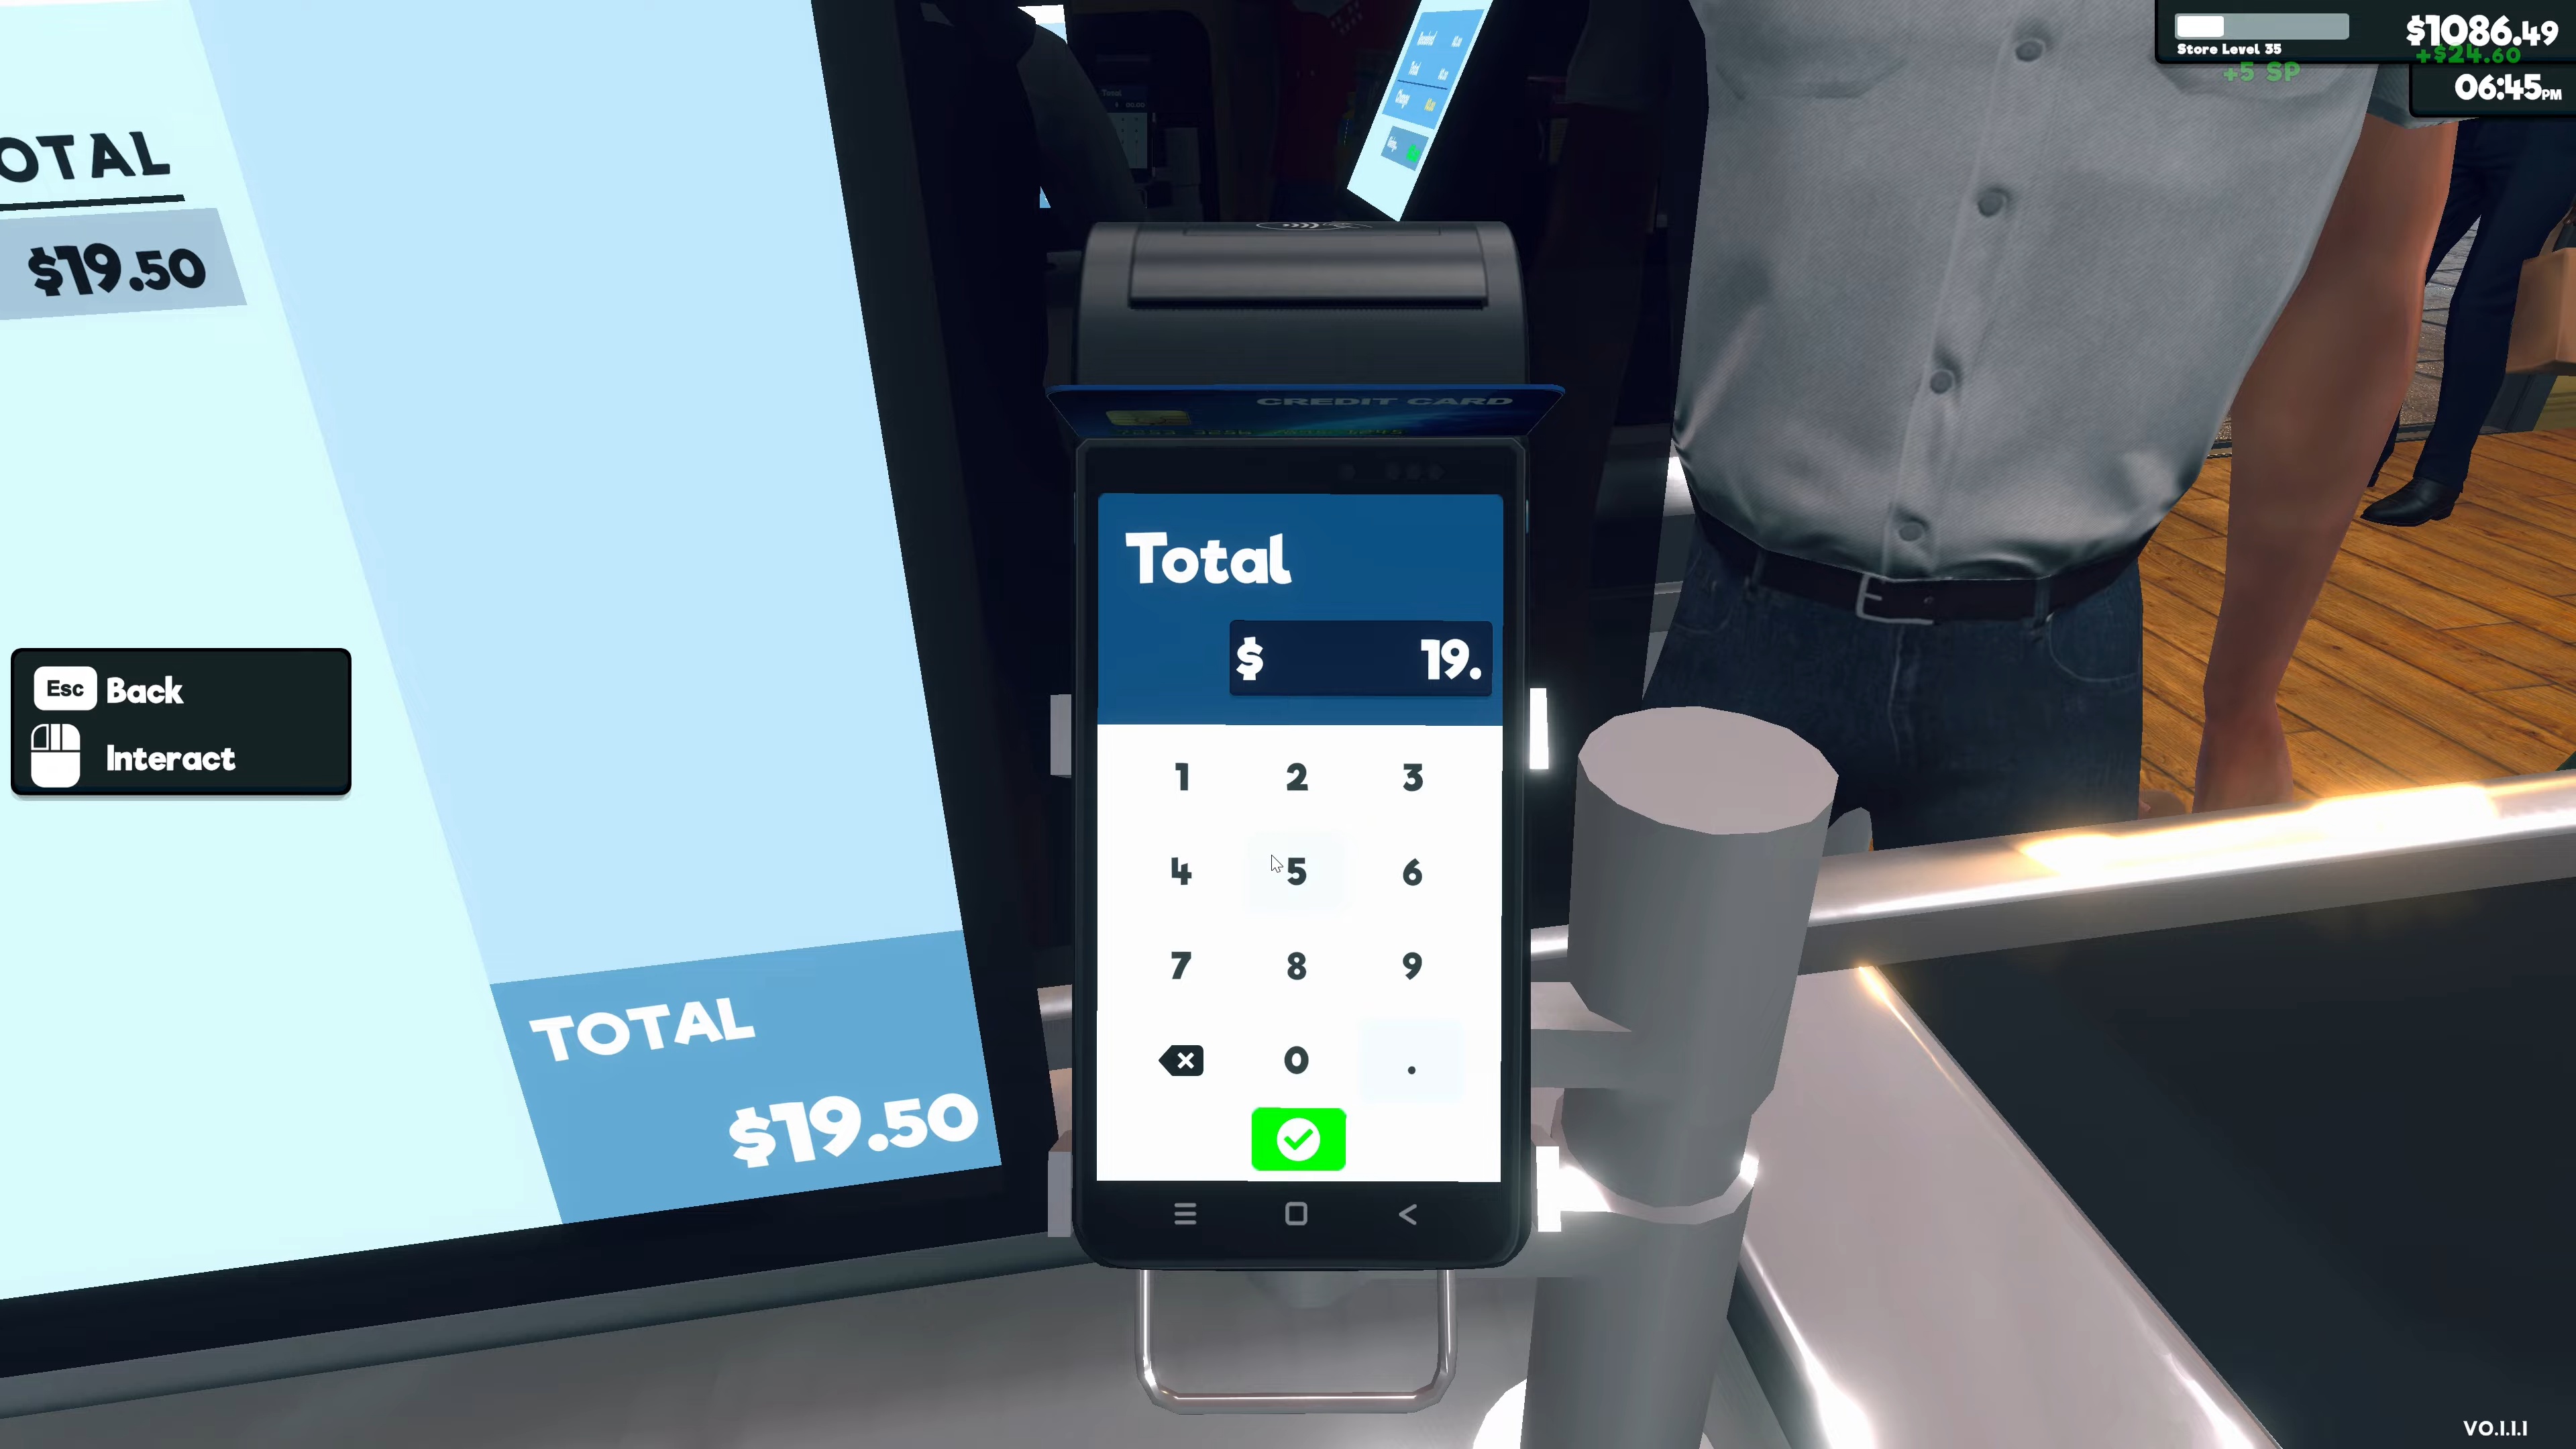 $1086.49
Store Level 35
+$24.60
+5 SP
06:45PM
OTAL
$19.50
CREDIT CARD
Total
$ 19.
Esc Back
Interact
1 2 3
4 5 6
7 8 9
0 .
TOTAL
$19.50
V0.1.1.1